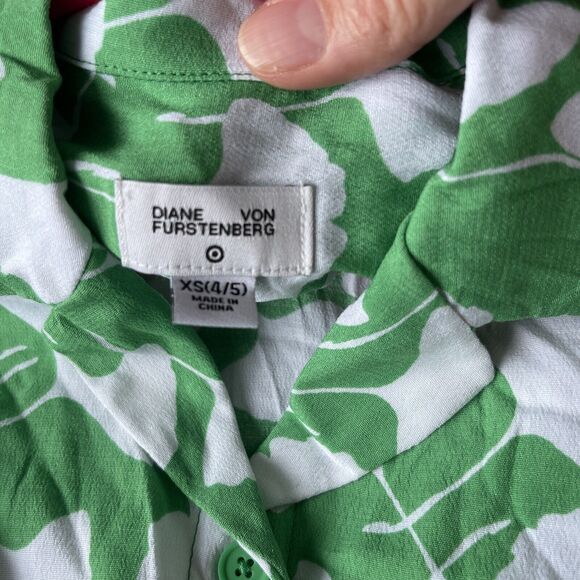 DIANE VON
FURSTENBERG
XS(4/5)
MADE IN
CHINA